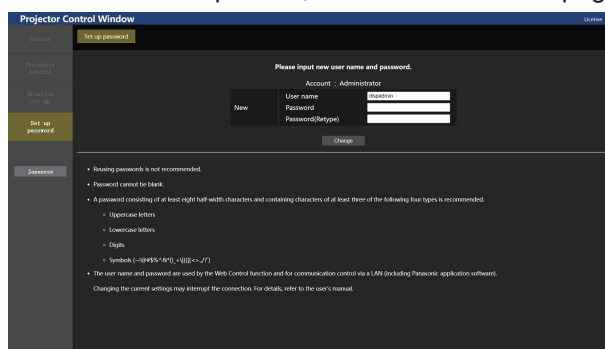 Projector Control Window
License
Status
Set up password
Projector
control
Detailed
set up
Set up
password
Japanese
Please input new user name and password.
Account : Administrator
New
User name
dispadmin
Password
Password(Retype)
Change
• Reusing passwords is not recommended.
• Password cannot be blank.
• A password consisting of at least eight half-width characters and containing characters of at least three of the following four types is recommended.
○ Uppercase letters
○ Lowercase letters
○ Digits
○ Symbols
• The user name and password are used by the Web Control function and for communication control via a LAN (including Panasonic application software).
Changing the current settings may interrupt the connection. For details, refer to the user's manual.